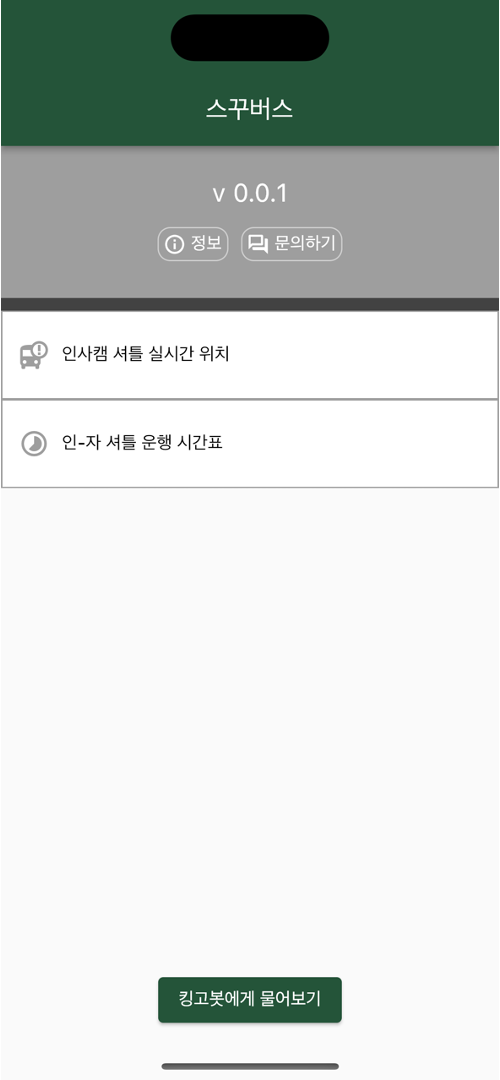 스꾸버스
v 0.0.1
정보 문의하기
인사캠 셔틀 실시간 위치
인-자 셔틀 운행 시간표
킹고봇에게 물어보기